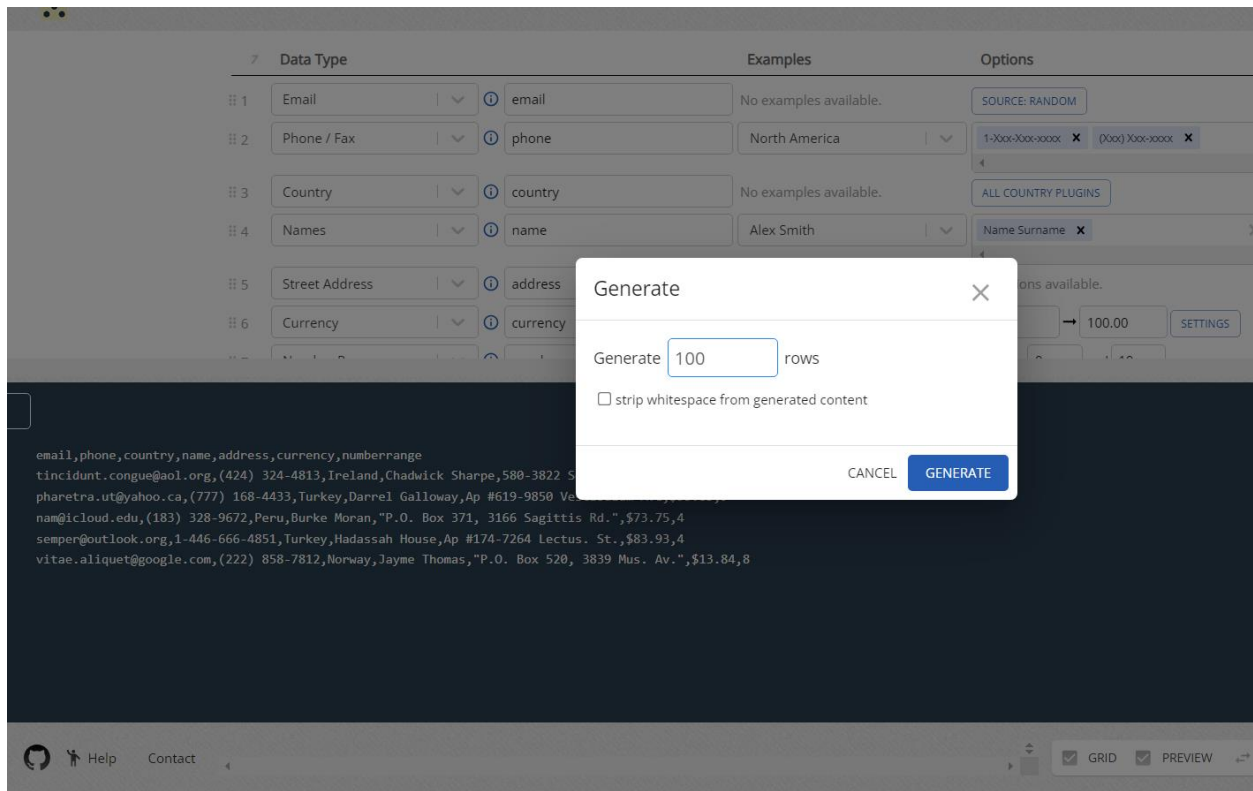 7 Data Type Examples Options
1 Email email No examples available. SOURCE: RANDOM
2 Phone / Fax phone North America 1-Xxx-Xxx-xxxx (Xxx) Xxx-xxxx
3 Country country No examples available. ALL COUNTRY PLUGINS
4 Names name Alex Smith Name Surname
5 Street Address address available.
6 Currency currency 100.00 SETTINGS
Generate
Generate 100 rows
strip whitespace from generated content
CANCEL GENERATE
email,phone,country,name,address,currency,numberrange
tincidunt.congue@aol.org,(424) 324-4813,Ireland,Chadwick Sharpe,580-3822 S
pharetra.ut@yahoo.ca,(777) 168-4433,Turkey,Darrel Galloway,Ap #619-9850
nam@icloud.edu,(183) 328-9672,Peru,Burke Moran,"P.O. Box 371, 3166 Sagittis Rd.",$73.75,4
semper@outlook.org,1-446-666-4851,Turkey,Hadassah House,Ap #174-7264 Lectus. St.,$83.93,4
vitae.aliquet@google.com,(222) 858-7812,Norway,Jayme Thomas,"P.O. Box 520, 3839 Mus. Av.",$13.84,8
Help Contact GRID PREVIEW